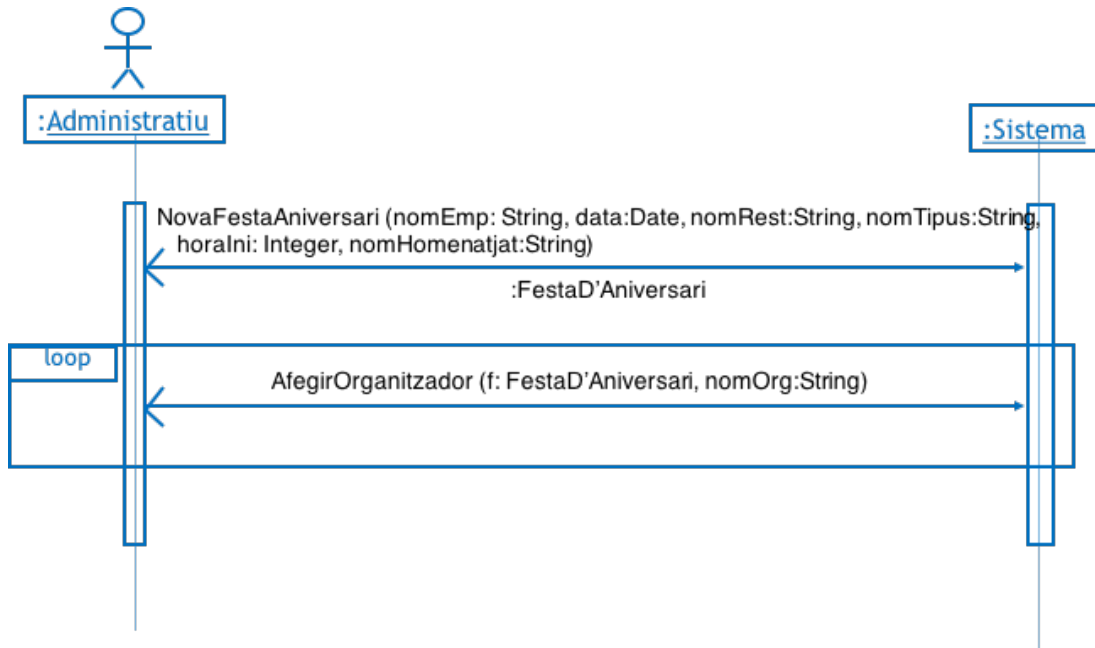 :Administratiu
:Sistema
NovaFestaAniversari (nomEmp: String, data:Date, nomRest:String, nomTipus:String,
horaIni: Integer, nomHomenatjat:String)
:FestaD’Aniversari
loop
AfegirOrganitzador (f: FestaD’Aniversari, nomOrg:String)